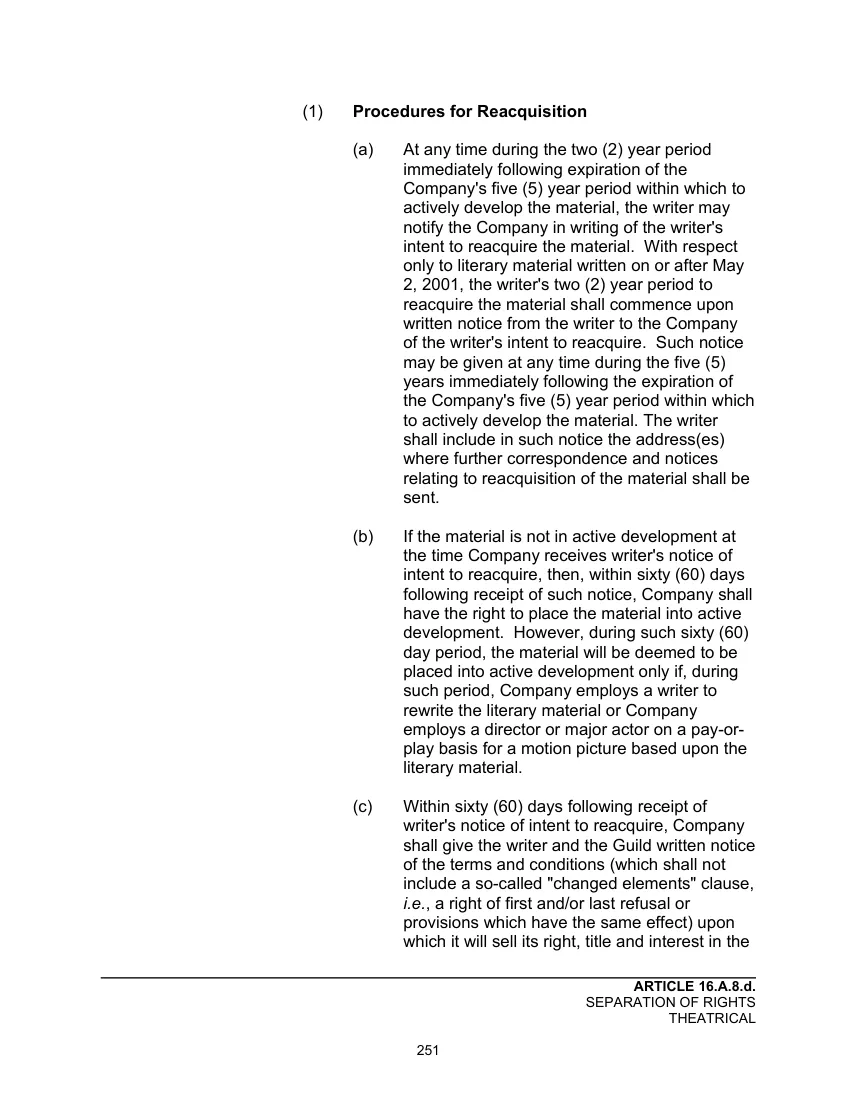 (1) Procedures for Reacquisition
(a) At any time during the two (2) year period
immediately following expiration of the
Company's five (5) year period within which to
actively develop the material, the writer may
notify the Company in writing of the writer's
intent to reacquire the material.  With respect
only to literary material written on or after May
2, 2001, the writer's two (2) year period to
reacquire the material shall commence upon
written notice from the writer to the Company
of the writer's intent to reacquire.  Such notice
may be given at any time during the five (5)
years immediately following the expiration of
the Company's five (5) year period within which
to actively develop the material. The writer
shall include in such notice the address(es)
where further correspondence and notices
relating to reacquisition of the material shall be
sent.
(b) If the material is not in active development at
the time Company receives writer's notice of
intent to reacquire, then, within sixty (60) days
following receipt of such notice, Company shall
have the right to place the material into active
development.  However, during such sixty (60)
day period, the material will be deemed to be
placed into active development only if, during
such period, Company employs a writer to
rewrite the literary material or Company
employs a director or major actor on a pay-or-
play basis for a motion picture based upon the
literary material.
(c) Within sixty (60) days following receipt of
writer's notice of intent to reacquire, Company
shall give the writer and the Guild written notice
of the terms and conditions (which shall not
include a so-called "changed elements" clause,
i.e., a right of first and/or last refusal or
provisions which have the same effect) upon
which it will sell its right, title and interest in the
ARTICLE 16.A.8.d.
SEPARATION OF RIGHTS
THEATRICAL
251